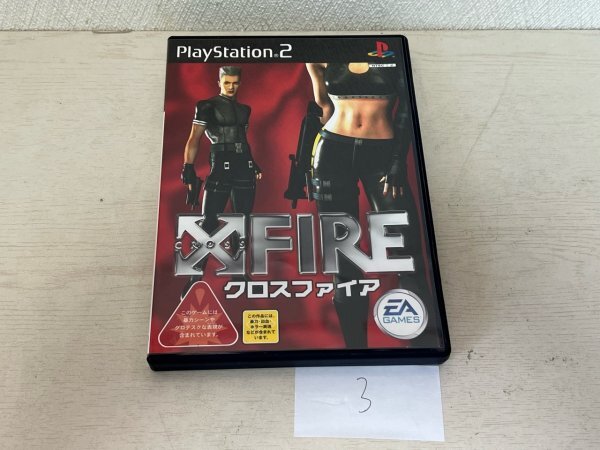 PlayStation 2
NTSC J
CROSS
FIRE
クロスファイア
このゲームには、
暴力シーンや
グロテスクな表現が
含まれています。
この作品には、
暴力・出血・
ホラー表現
などが含まれて
います。
EA
GAMES
3